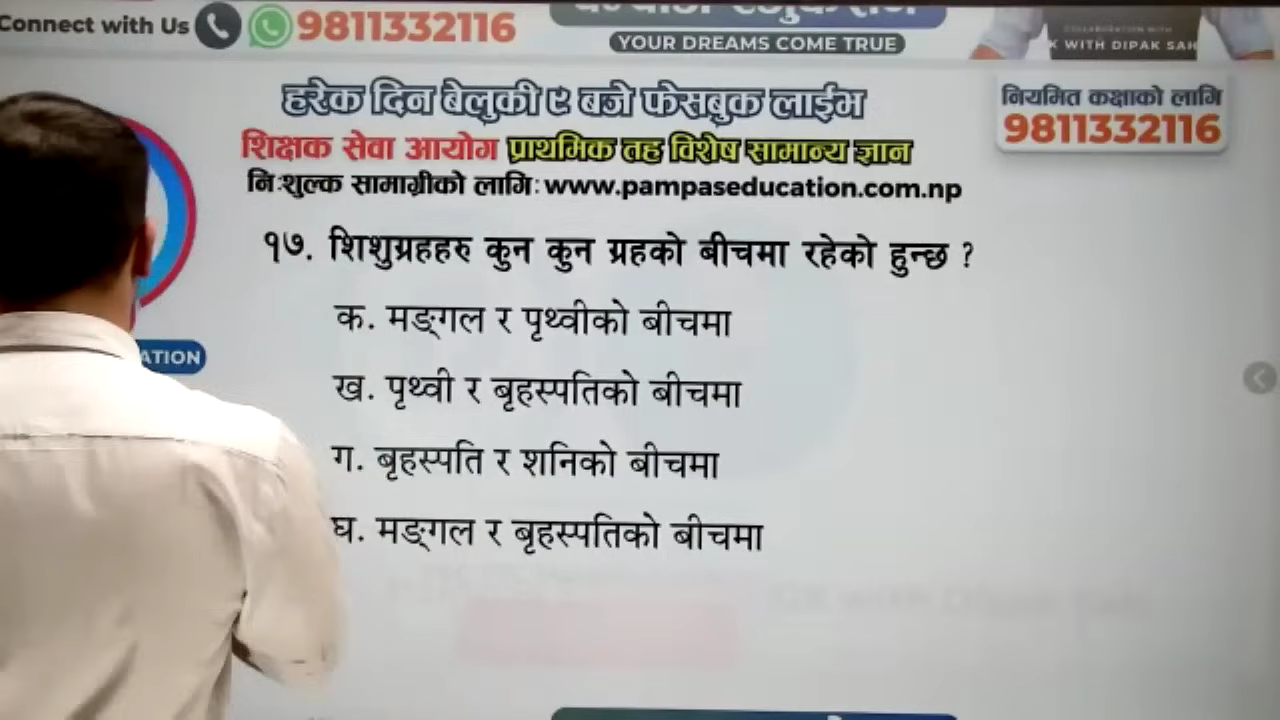 Connect with Us 9811332116
YOUR DREAMS COME TRUE
COLLABORATION WITH
K WITH DIPAK SAH
हरेक दिन बेलुकी ९ बजे फेसबुक लाईभ
नियमित कक्षाको लागि
9811332116
शिक्षक सेवा आयोग प्राथमिक तह विशेष सामान्य ज्ञान
नि:शुल्क सामाग्रीको लागि: www.pampaseducation.com.np
१७. शिशुग्रहहरु कुन कुन ग्रहको बीचमा रहेको हुन्छ ?
क. मङ्गल र पृथ्वीको बीचमा
ATION
ख. पृथ्वी र बृहस्पतिको बीचमा
ग. बृहस्पति र शनिको बीचमा
घ. मङ्गल र बृहस्पतिको बीचमा